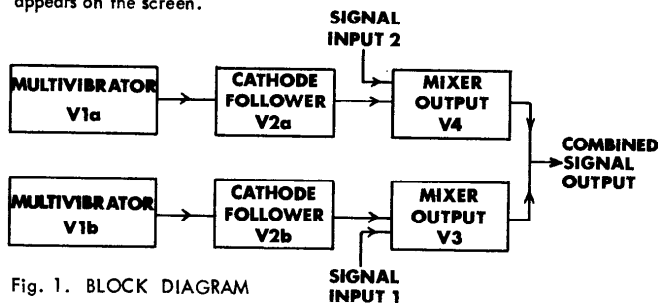 appears on the screen.
SIGNAL
INPUT 2
MULTIVIBRATOR
V1a
CATHODE
FOLLOWER
V2a
MIXER
OUTPUT
V4
COMBINED
SIGNAL
OUTPUT
MULTIVIBRATOR
V1b
CATHODE
FOLLOWER
V2b
MIXER
OUTPUT
V3
SIGNAL
INPUT 1
Fig. 1. BLOCK DIAGRAM